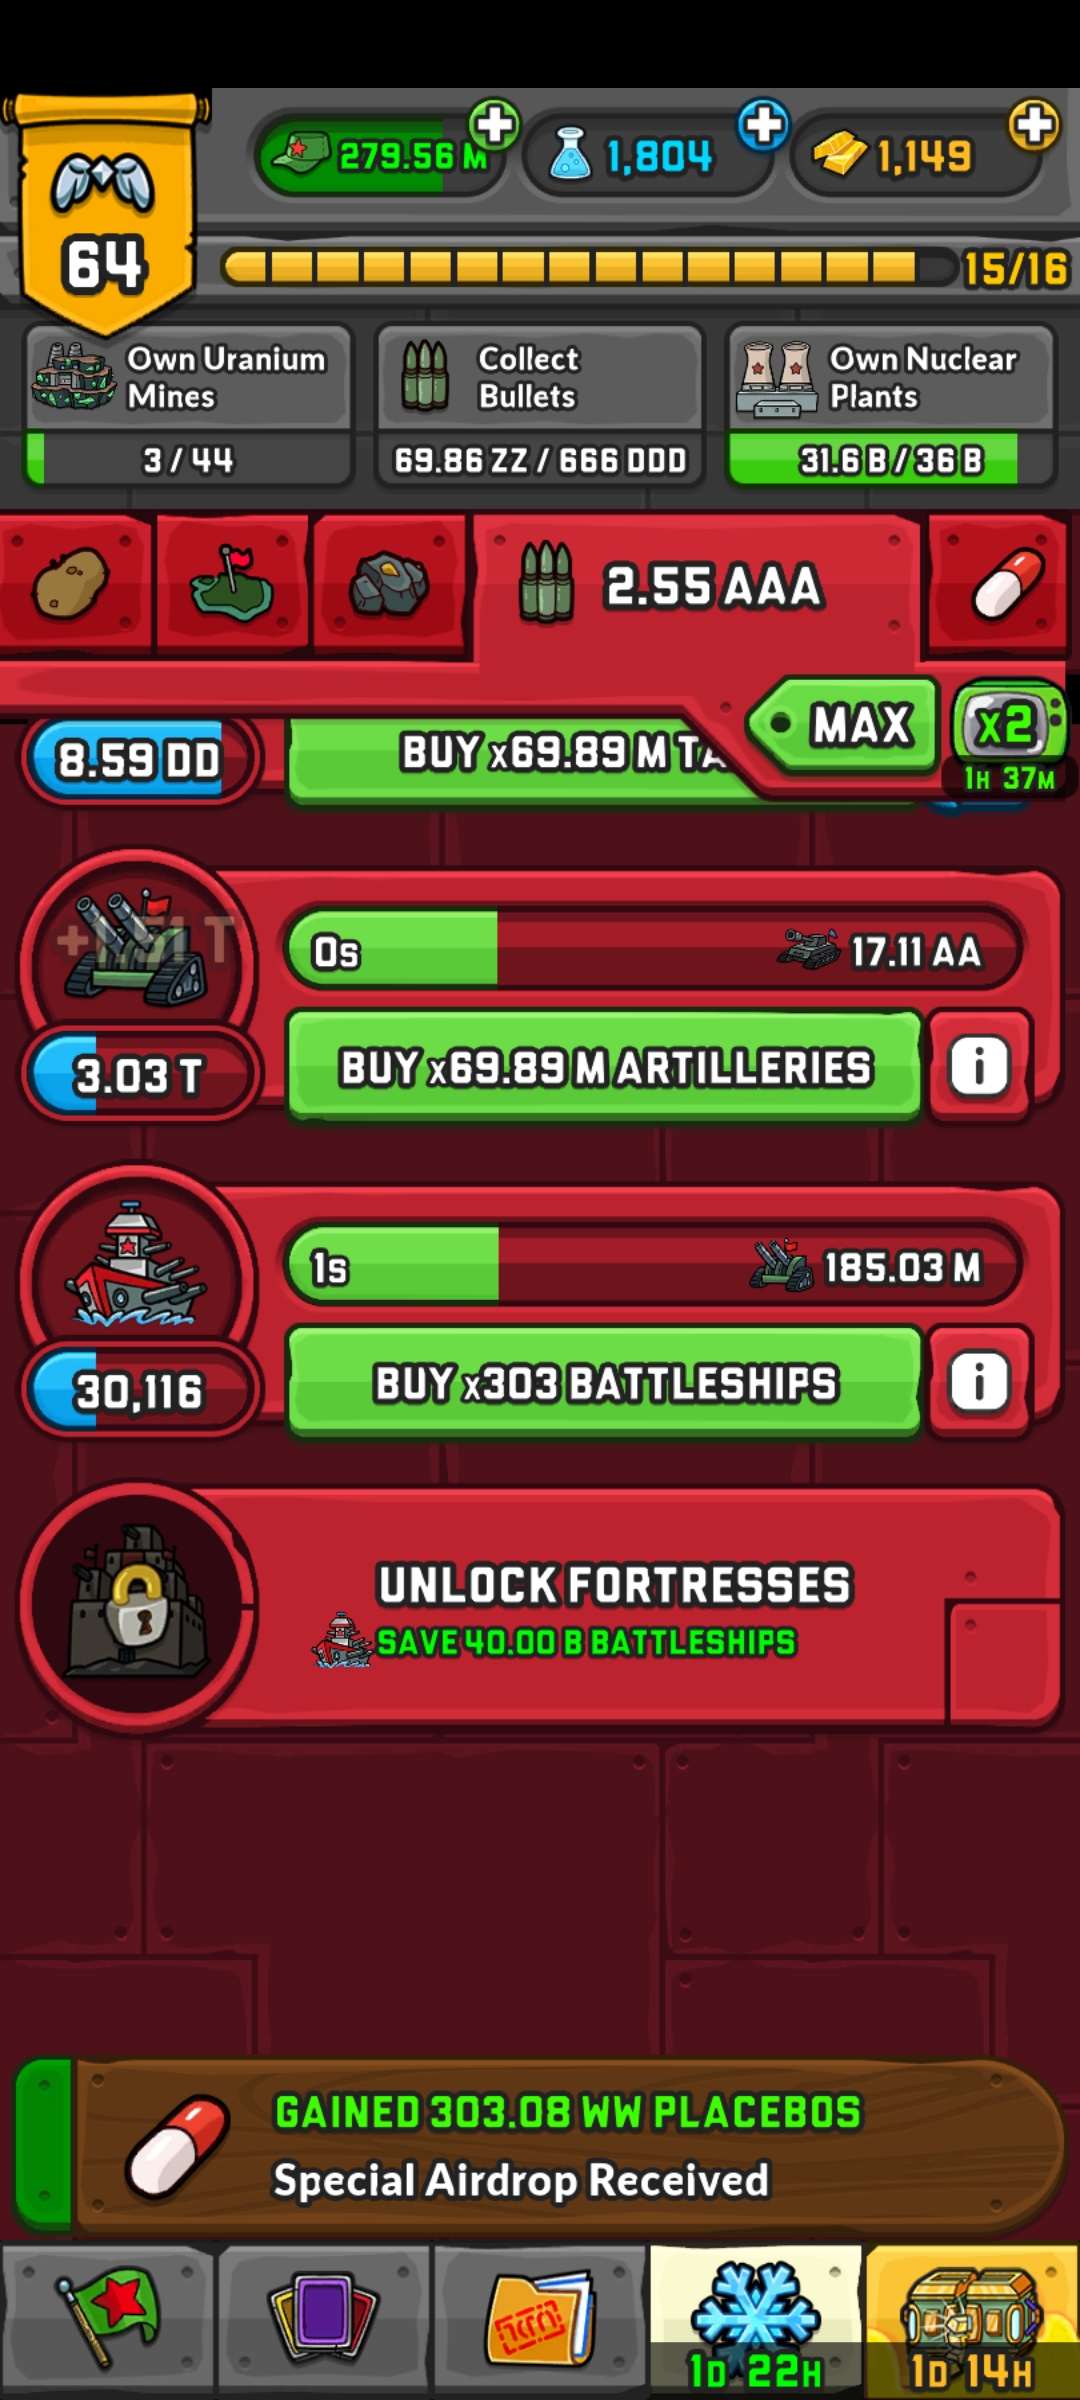 279.56 M
1,804
1,149
64
15/16
Own Uranium
Mines
3 / 44
Collect
Bullets
69.86 ZZ / 666 DDD
Own Nuclear
Plants
31.6 B / 36 B
2.55 AAA
MAX
X2
1H 37M
8.59 DD
BUY x69.89 M TA
0s
17.11 AA
3.03 T
BUY x69.89 M ARTILLERIES
i
1s
185.03 M
30,116
BUY x303 BATTLESHIPS
i
UNLOCK FORTRESSES
SAVE 40.00 B BATTLESHIPS
GAINED 303.08 WW PLACEBOS
Special Airdrop Received
1D 22H
1D 14H